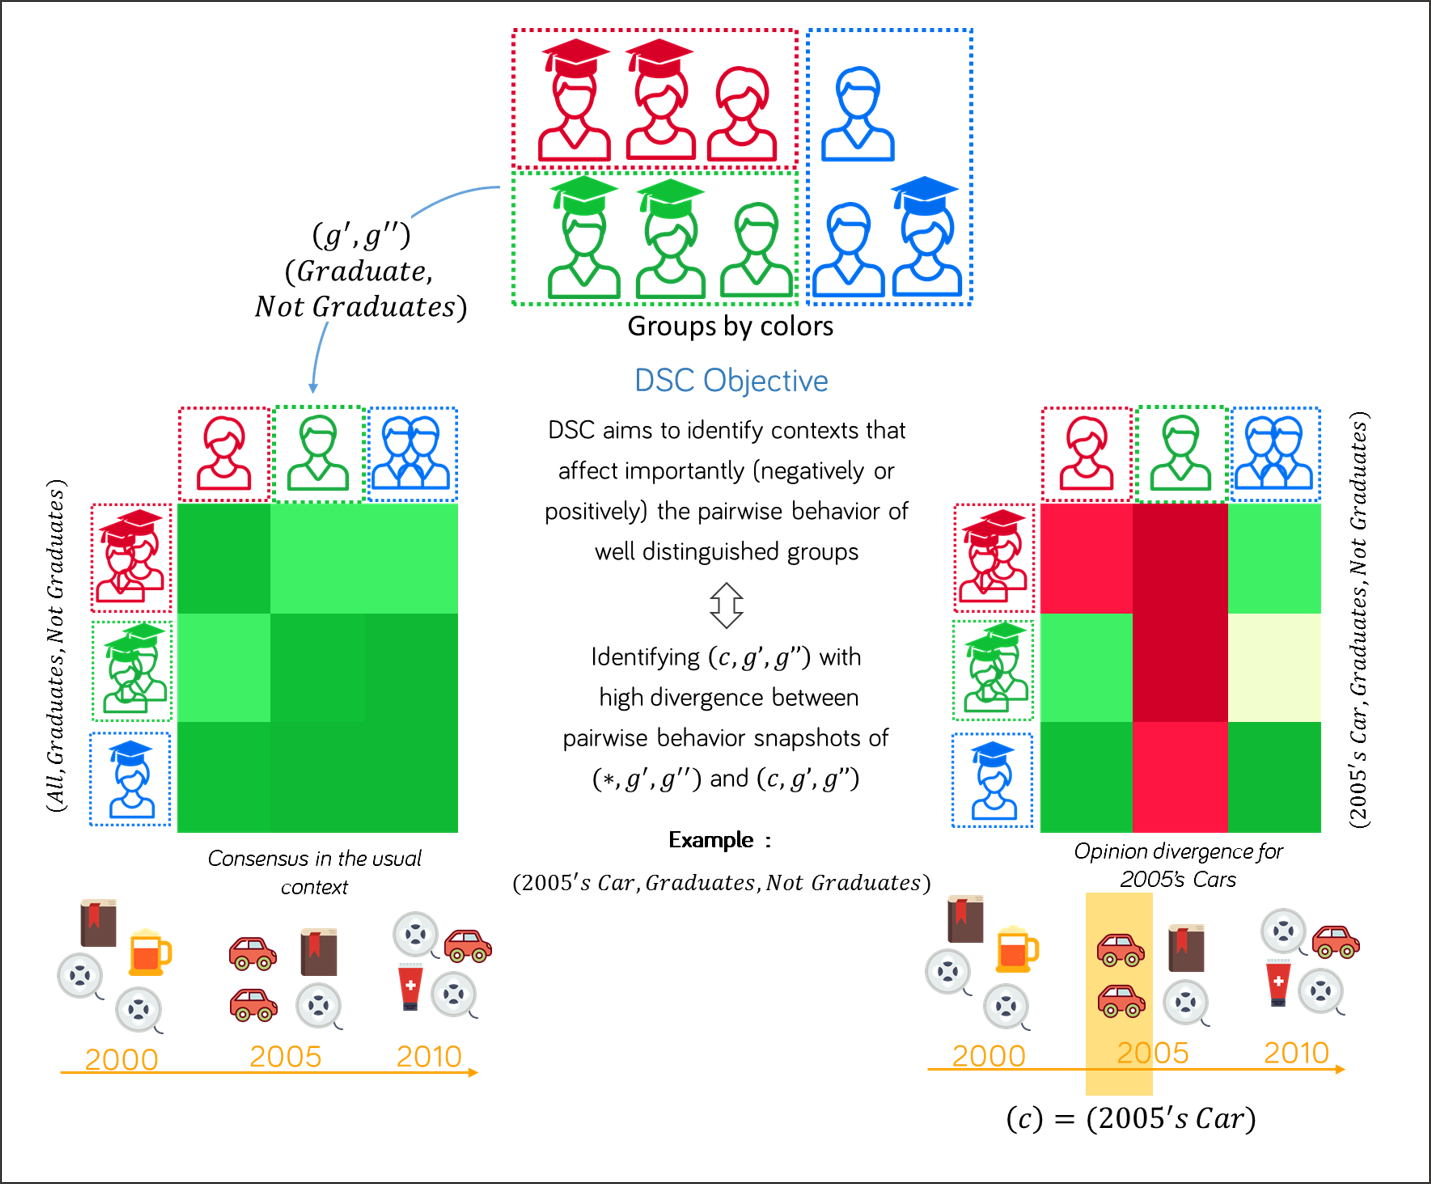 (g′, g′′)
(Graduate,
Not Graduates)
Groups by colors
DSC Objective
DSC aims to identify contexts that
affect importantly (negatively or
positively) the pairwise behavior of
well distinguished groups
Identifying (c, g’, g”) with
high divergence between
pairwise behavior snapshots of
(∗, g′, g′′) and (c, g’, g”)
Example :
(2005′s Car, Graduates, Not Graduates)
(All, Graduates, Not Graduates)
Consensus in the usual
context
2000
2005
2010
(2005′s Car, Graduates, Not Graduates)
Opinion divergence for
2005's Cars
2000
2005
2010
(c) = (2005′s Car)